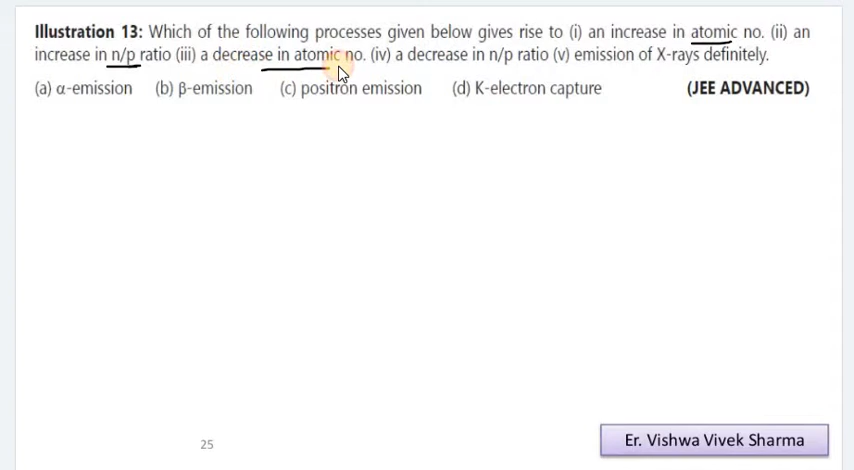 Illustration 13: Which of the following processes given below gives rise to (i) an increase in atomic no. (ii) an
increase in n/p ratio (iii) a decrease in atomic no. (iv) a decrease in n/p ratio (v) emission of X-rays definitely.
(a) α-emission (b) β-emission (c) positron emission (d) K-electron capture (JEE ADVANCED)
25
Er. Vishwa Vivek Sharma